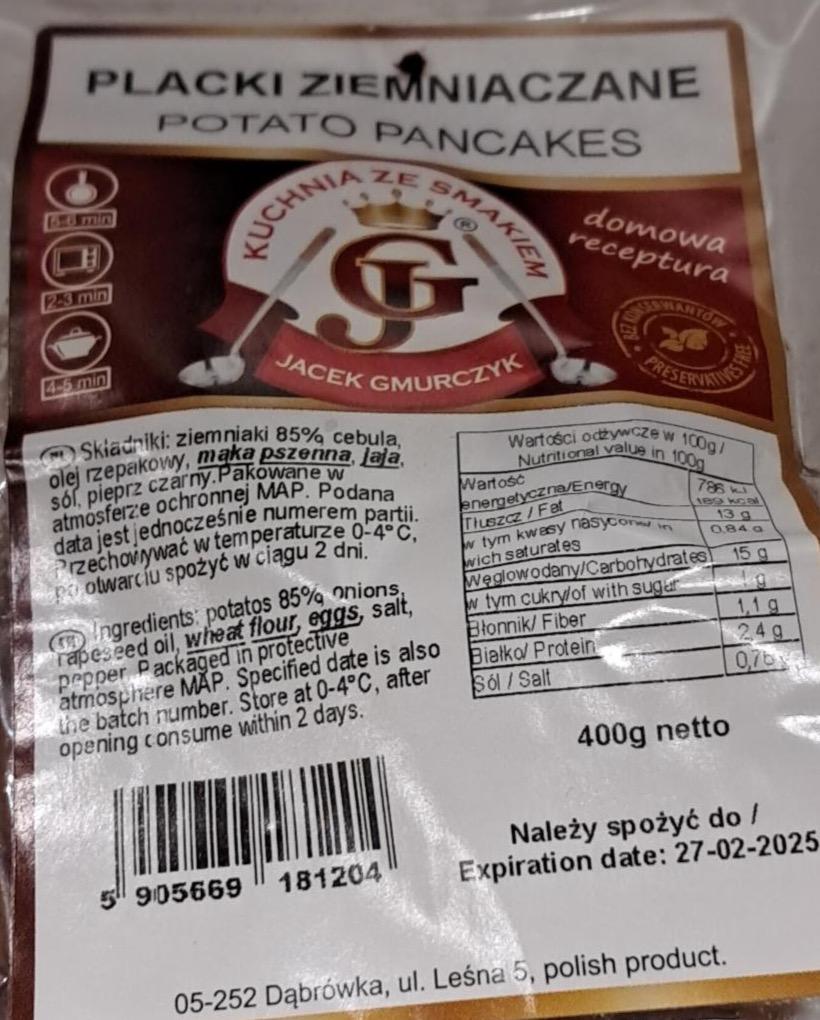 PLACKI ZIEMNIACZANE
POTATO PANCAKES
KUCHNIA ZE SMAKIEM
®
JG
JACEK GMURCZYK
domowa
receptura
BEZ KONSERWANTÓW
PRESERVATIVES FREE
5-6 min
2-3 min
4-5 min
PL Składniki: ziemniaki 85%, cebula,
olej rzepakowy, mąka pszenna, jaja,
sól, pieprz czarny.Pakowane w
atmosferze ochronnej MAP. Podana
data jest jednocześnie numerem partii.
Przechowywać w temperaturze 0-4°C,
po otwarciu spożyć w ciągu 2 dni.
Ingredients: potatos 85%, onions,
rapeseed oil, wheat flour, eggs, salt,
pepper. Packaged in protective
atmosphere MAP. Specified date is also
the batch number. Store at 0-4°C, after
opening consume within 2 days.
Wartości odżywcze w 100g/
Nutritional value in 100g
Wartość
energetyczna/Energy
kJ
189 kcal
Tłuszcz / Fat 13 g
w tym kwasy nasycone/ in
wich saturates 0.84 g
Węglowodany/Carbohydrates 15 g
w tym cukry/of with sugar g
Błonnik/ Fiber 1,1 g
Białko/ Protein 2,4 g
Sól / Salt
400g netto
Należy spożyć do /
Expiration date: 27-02-2025
5 905669 181204
05-252 Dąbrówka, ul. Leśna 5, polish product.